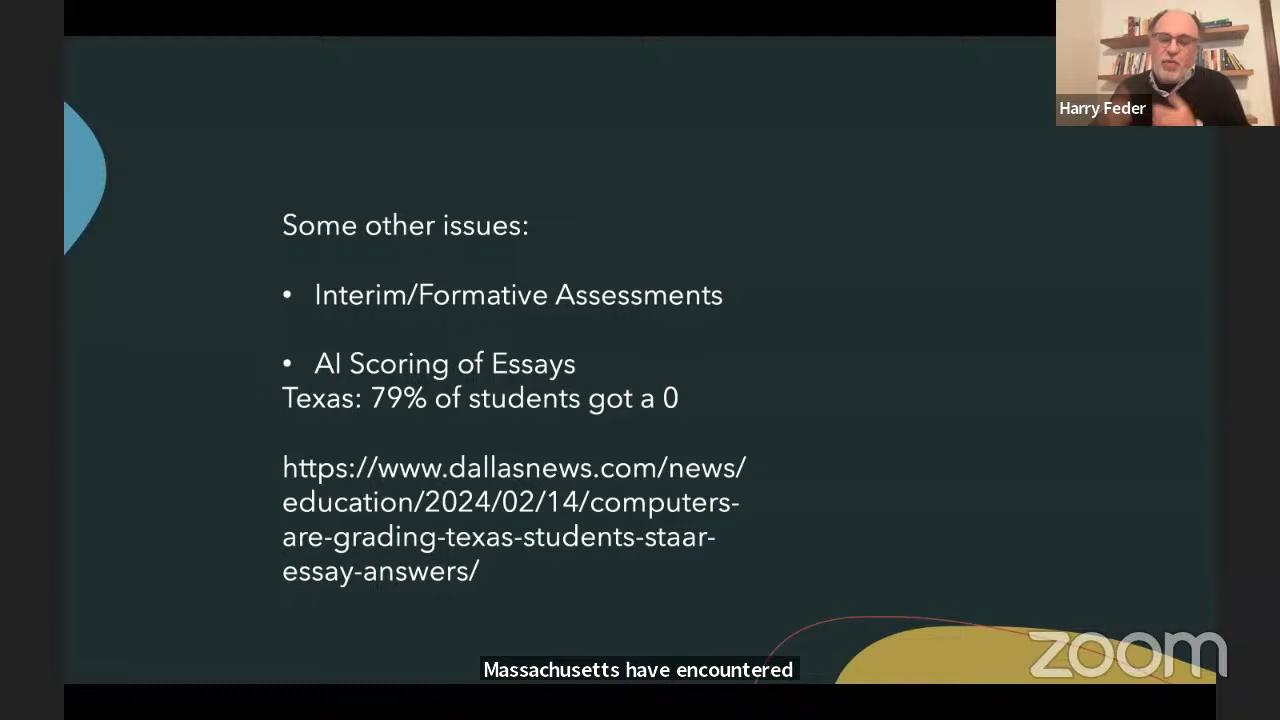 Harry Feder
Some other issues:
• Interim/Formative Assessments
• AI Scoring of Essays
Texas: 79% of students got a 0
https://www.dallasnews.com/news/
education/2024/02/14/computers-
are-grading-texas-students-staar-
essay-answers/
zoom
Massachusetts have encountered